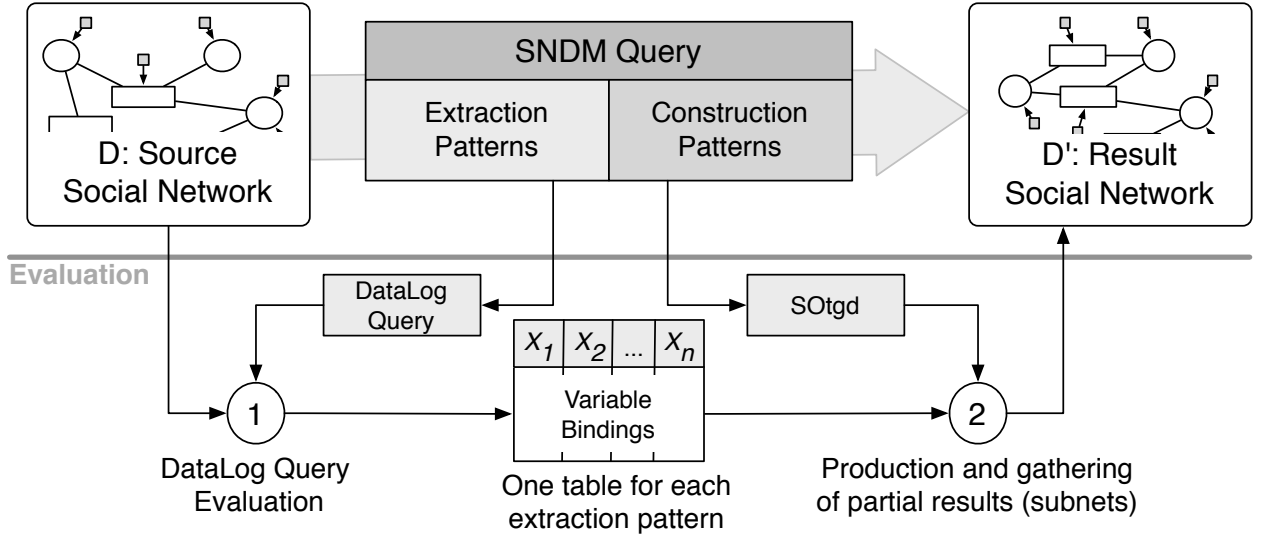 SNDM Query
Extraction
Patterns
Construction
Patterns
D: Source
Social Network
D': Result
Social Network
Evaluation
DataLog
Query
SOtgd
X1 X2 ... Xn
Variable
Bindings
1
2
DataLog Query
Evaluation
One table for each
extraction pattern
Production and gathering
of partial results (subnets)